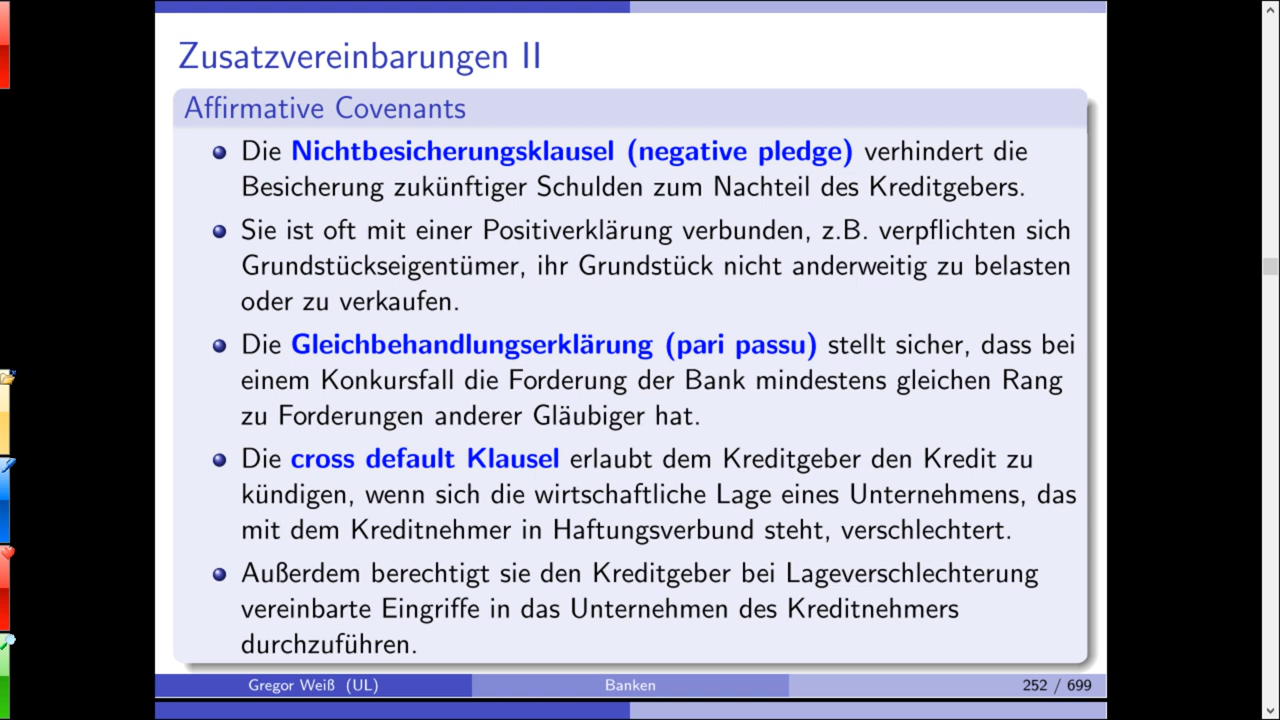 Zusatzvereinbarungen II
Affirmative Covenants
Die Nichtbesicherungsklausel (negative pledge) verhindert die
Besicherung zukünftiger Schulden zum Nachteil des Kreditgebers.
Sie ist oft mit einer Positiverklärung verbunden, z.B. verpflichten sich
Grundstückseigentümer, ihr Grundstück nicht anderweitig zu belasten
oder zu verkaufen.
Die Gleichbehandlungserklärung (pari passu) stellt sicher, dass bei
einem Konkursfall die Forderung der Bank mindestens gleichen Rang
zu Forderungen anderer Gläubiger hat.
Die cross default Klausel erlaubt dem Kreditgeber den Kredit zu
kündigen, wenn sich die wirtschaftliche Lage eines Unternehmens, das
mit dem Kreditnehmer in Haftungsverbund steht, verschlechtert.
Außerdem berechtigt sie den Kreditgeber bei Lageverschlechterung
vereinbarte Eingriffe in das Unternehmen des Kreditnehmers
durchzuführen.
Gregor Weiß (UL) Banken 252 / 699